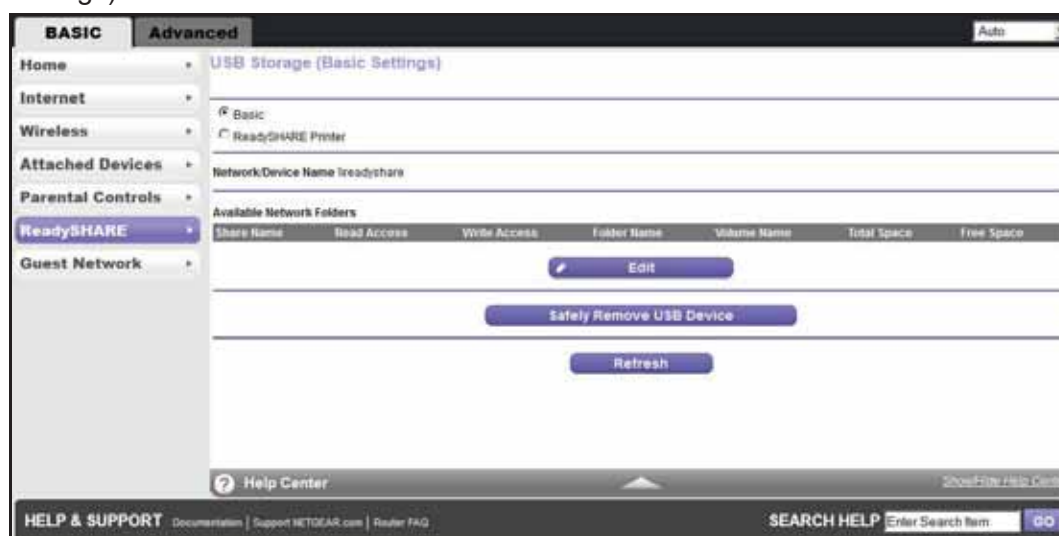 BASIC Advanced Auto
Home
Internet
Wireless
Attached Devices
Parental Controls
ReadySHARE
Guest Network
USB Storage (Basic Settings)
Basic
ReadySHARE Printer
Network/Device Name \\readyshare
Available Network Folders
Share Name Read Access Write Access Folder Name Volume Name Total Space Free Space
Edit
Safely Remove USB Device
Refresh
Help Center Show/Hide Help
HELP & SUPPORT Documentation | Support NETGEAR.com | Router FAQ SEARCH HELP Enter Search Item GO